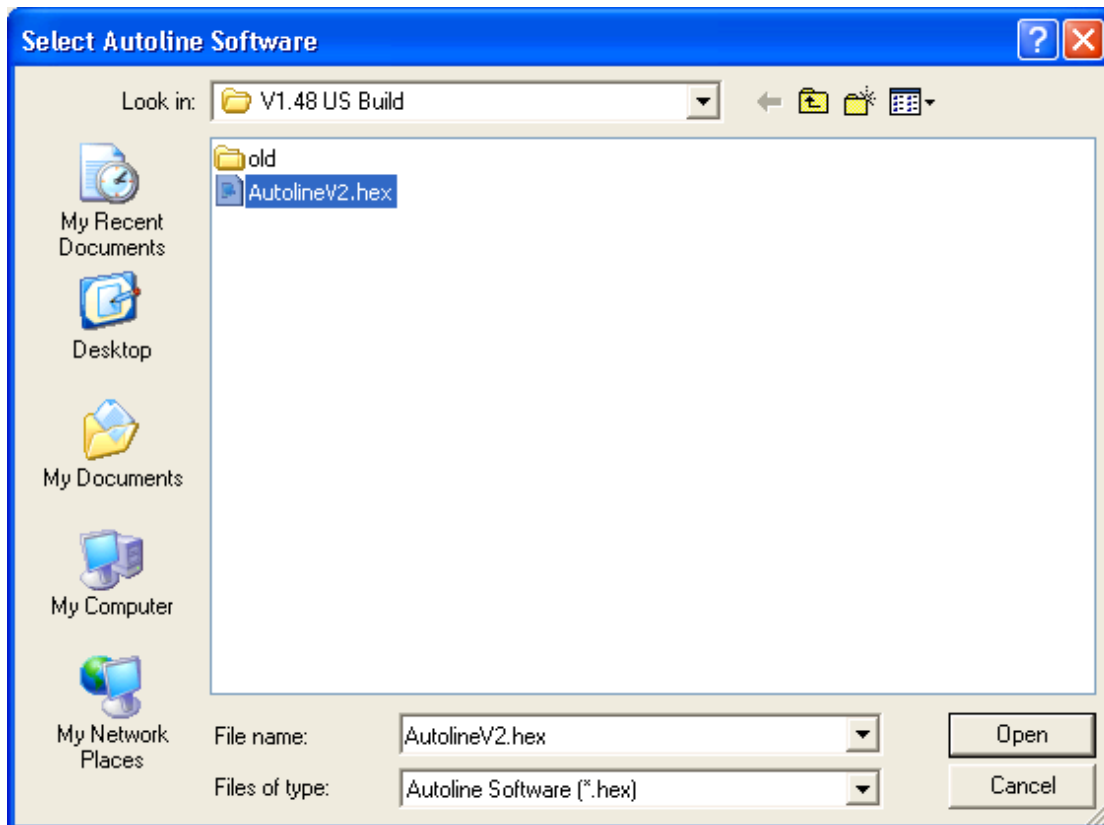 Select Autoline Software
Look in:
V1.48 US Build
old
AutolineV2.hex
My Recent
Documents
Desktop
My Documents
My Computer
My Network
Places
File name:
AutolineV2.hex
Open
Files of type:
Autoline Software (*.hex)
Cancel